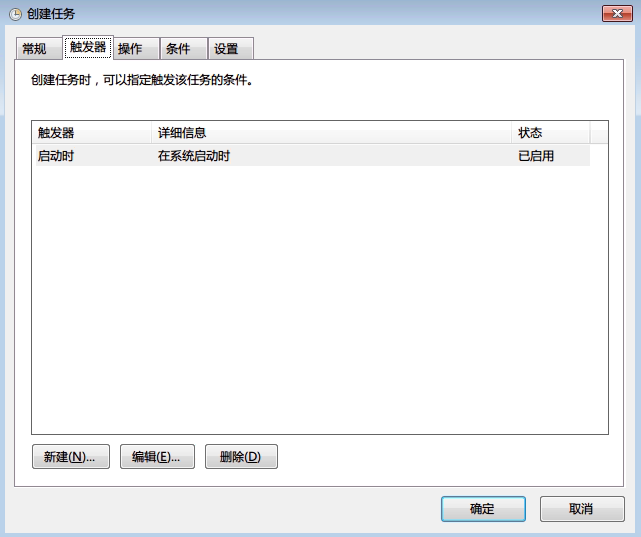 创建任务
常规 触发器 操作 条件 设置
创建任务时，可以指定触发该任务的条件。
触发器 详细信息 状态
启动时 在系统启动时 已启用
新建(N)... 编辑(E)... 删除(D)
确定 取消